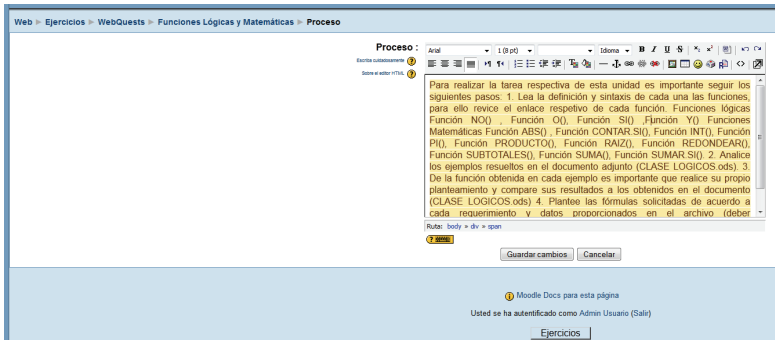 Web ► Ejercicios ► WebQuests ► Funciones Lógicas y Matemáticas ► Proceso
Proceso :
Escriba cuidadosamente
Sobre el editor HTML
Arial 1 (8 pt) Idioma B I U S
Para realizar la tarea respectiva de esta unidad es importante seguir los
siguientes pasos: 1. Lea la definición y sintaxis de cada una las funciones,
para ello revice el enlace respetivo de cada función. Funciones lógicas
Función NO() , Función O(), Función SI() ,Función Y() Funciones
Matemáticas Función ABS() , Función CONTAR.SI(), Función INT(), Función
PI(), Función PRODUCTO(), Función RAIZ(), Función REDONDEAR(),
Función SUBTOTALES(), Función SUMA(), Función SUMAR.SI(). 2. Analice
los ejemplos resueltos en el documento adjunto (CLASE LOGICOS.ods). 3.
De la función obtenida en cada ejemplo es importante que realice su propio
planteamiento y compare sus resultados a los obtenidos en el documento
(CLASE LOGICOS.ods) 4. Plantee las fórmulas solicitadas de acuerdo a
cada requerimiento y datos proporcionados en el archivo (deber
Ruta: body » div » span
Guardar cambios Cancelar
Moodle Docs para esta página
Usted se ha autentificado como Admin Usuario (Salir)
Ejercicios